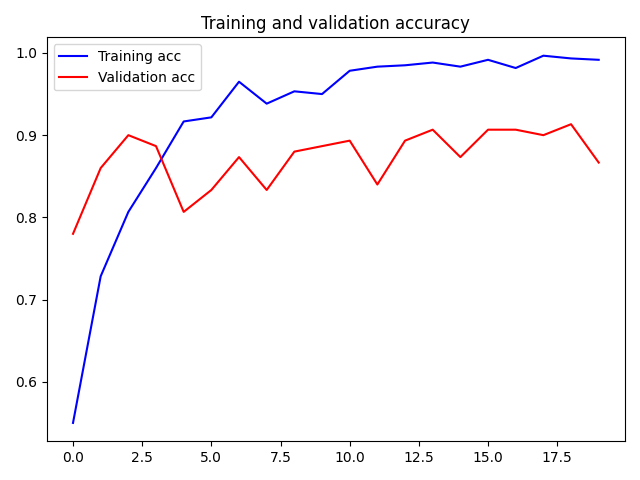 Training and validation accuracy
Training acc
Validation acc
1.0
0.9
0.8
0.7
0.6
0.0 2.5 5.0 7.5 10.0 12.5 15.0 17.5